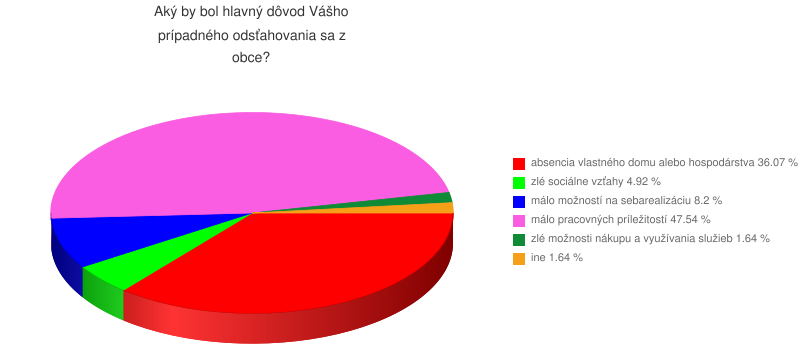 Aký by bol hlavný dôvod Vášho
prípadného odsťahovania sa z
obce?
absencia vlastného domu alebo hospodárstva 36.07 %
zlé sociálne vzťahy 4.92 %
málo možností na sebarealizáciu 8.2 %
málo pracovných príležitostí 47.54 %
zlé možnosti nákupu a využívania služieb 1.64 %
ine 1.64 %